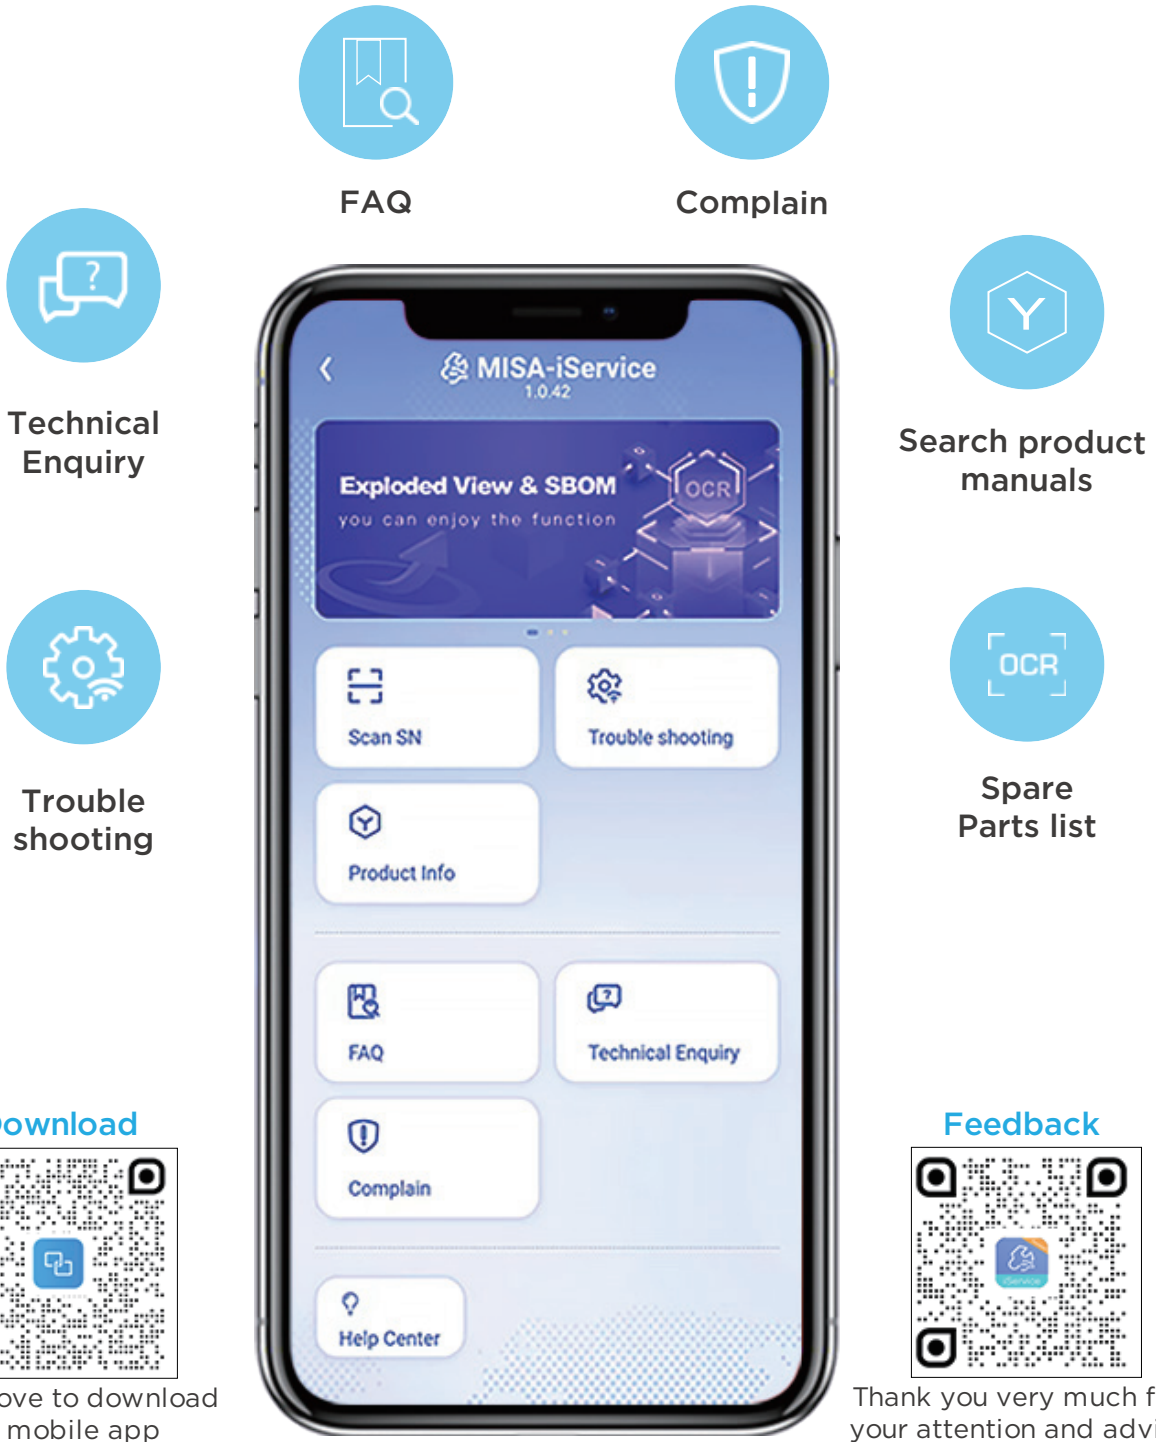 FAQ
Complain
Technical
Enquiry
Search product
manuals
Trouble
shooting
OCR
Spare
Parts list
MISA-iService
1.0.42
Exploded View & SBOM
you can enjoy the function
OCR
Scan SN
Trouble shooting
Product Info
FAQ
Technical Enquiry
Complain
Help Center
ownload
ove to download
mobile app
Feedback
iService
Thank you very much f
your attention and advi